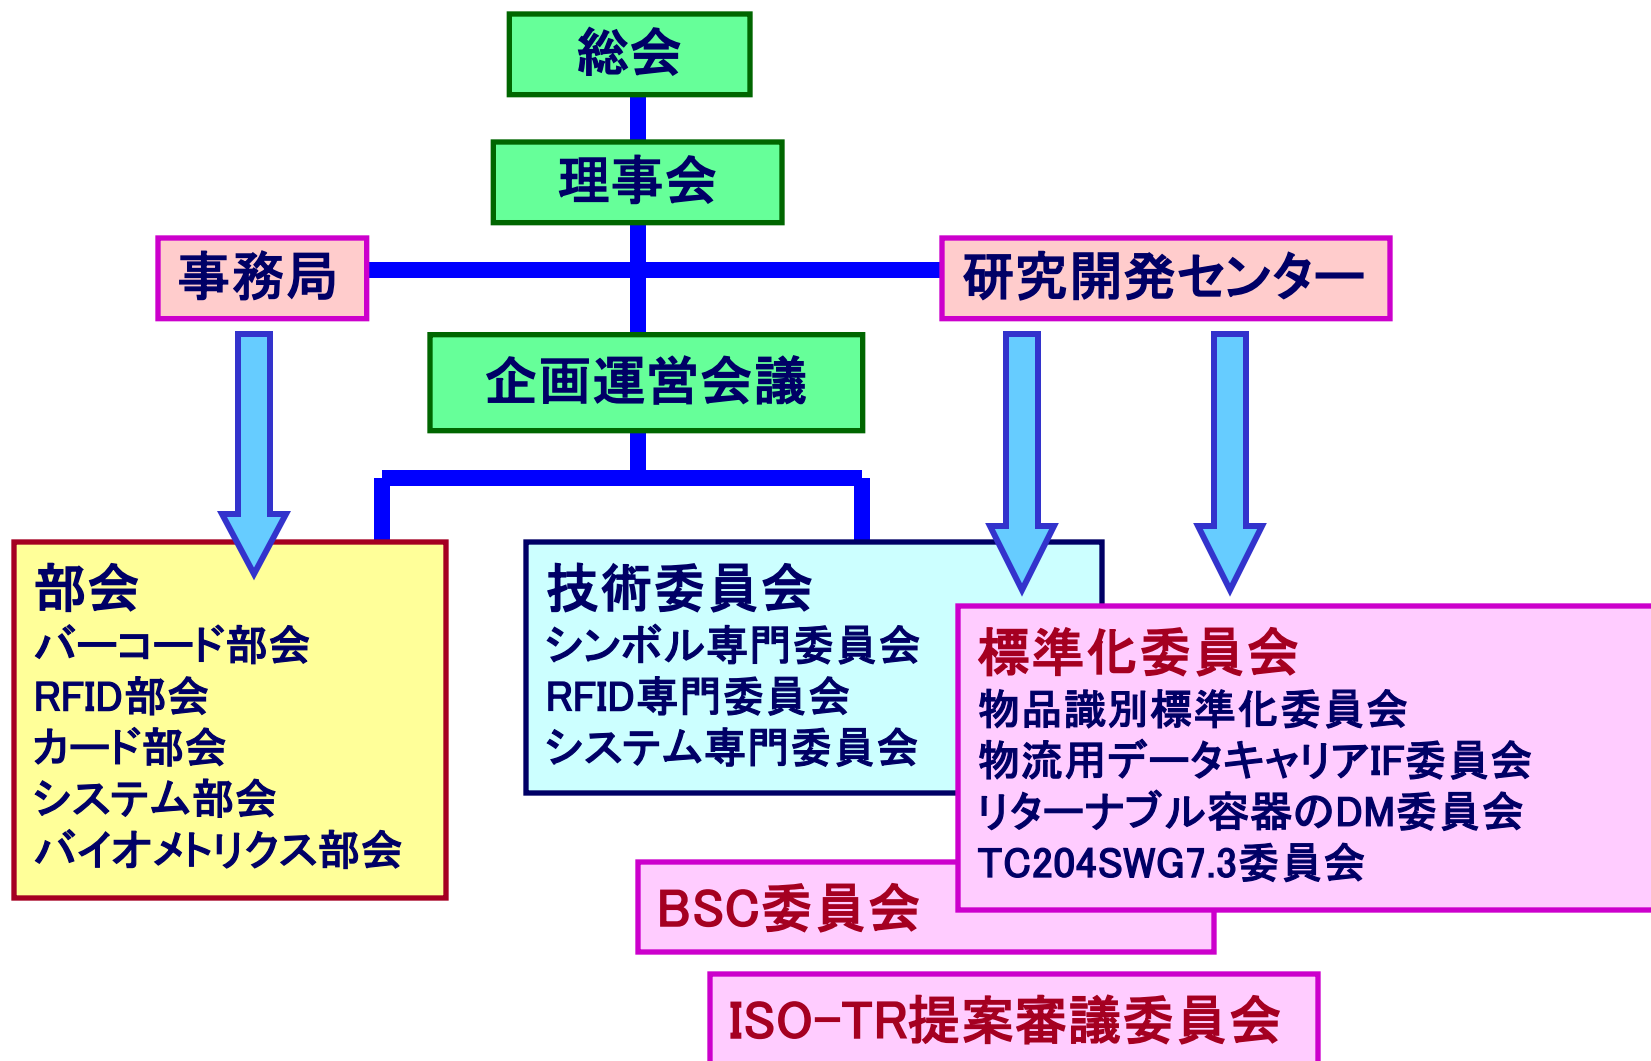 総会
理事会
事務局
研究開発センター
企画運営会議
部会
バーコード部会
RFID部会
カード部会
システム部会
バイオメトリクス部会
技術委員会
シンボル専門委員会
RFID専門委員会
システム専門委員会
標準化委員会
物品識別標準化委員会
物流用データキャリアIF委員会
リターナブル容器のDM委員会
TC204SWG7.3委員会
BSC委員会
ISO-TR提案審議委員会